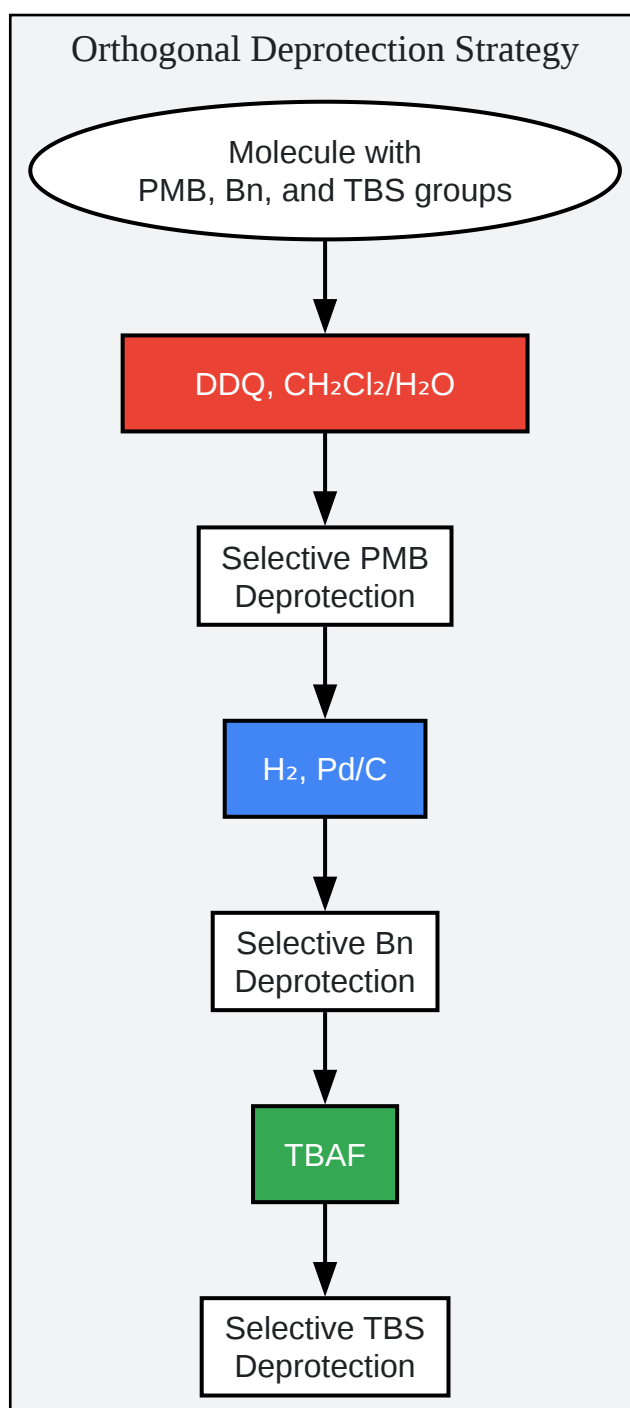 Orthogonal Deprotection Strategy
Molecule with
PMB, Bn, and TBS groups
DDQ, CH₂Cl₂/H₂O
Selective PMB
Deprotection
H₂, Pd/C
Selective Bn
Deprotection
TBAF
Selective TBS
Deprotection